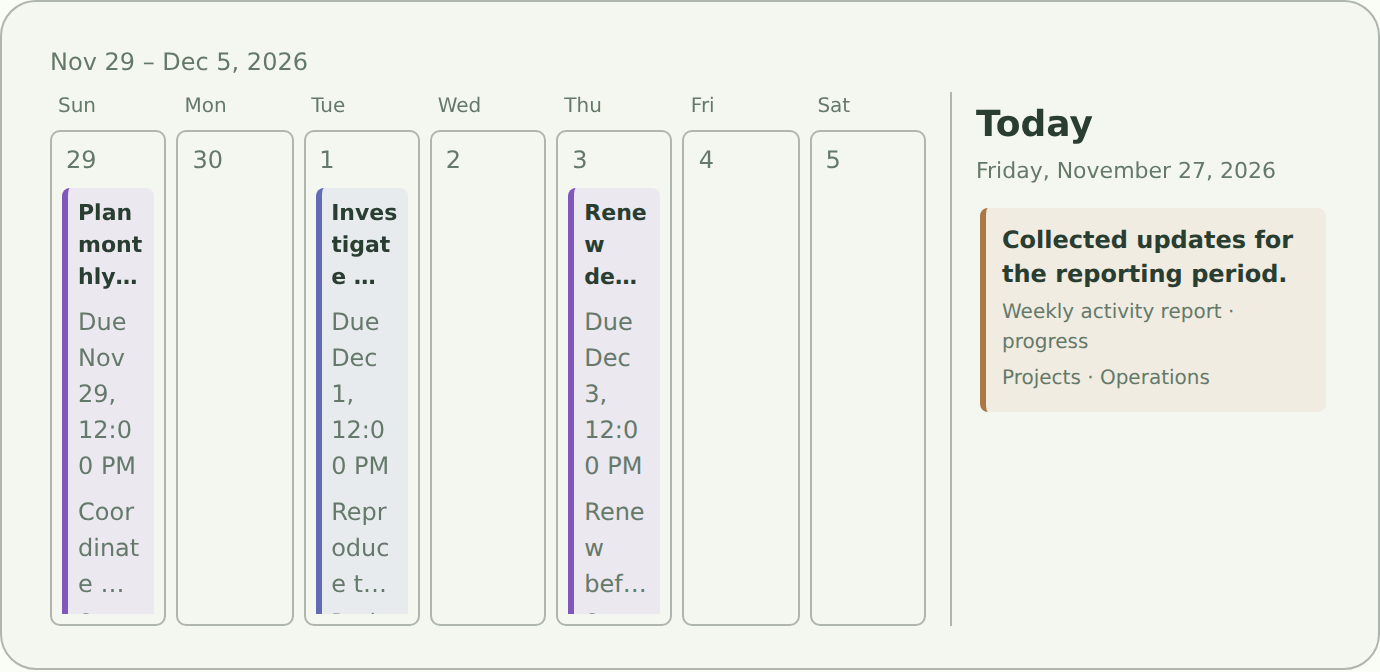 Nov 29 – Dec 5, 2026
Sun
Mon
Tue
Wed
Thu
Fri
Sat
29
Plan
mont
hly…
Due
Nov
29,
12:0
0 PM
Coor
dinat
e …
30
1
Inves
tigat
e …
Due
Dec
1,
12:0
0 PM
Repr
oduc
e t…
2
3
Rene
w
de…
Due
Dec
3,
12:0
0 PM
Rene
w
bef…
4
5
Today
Friday, November 27, 2026
Collected updates for
the reporting period.
Weekly activity report ·
progress
Projects · Operations